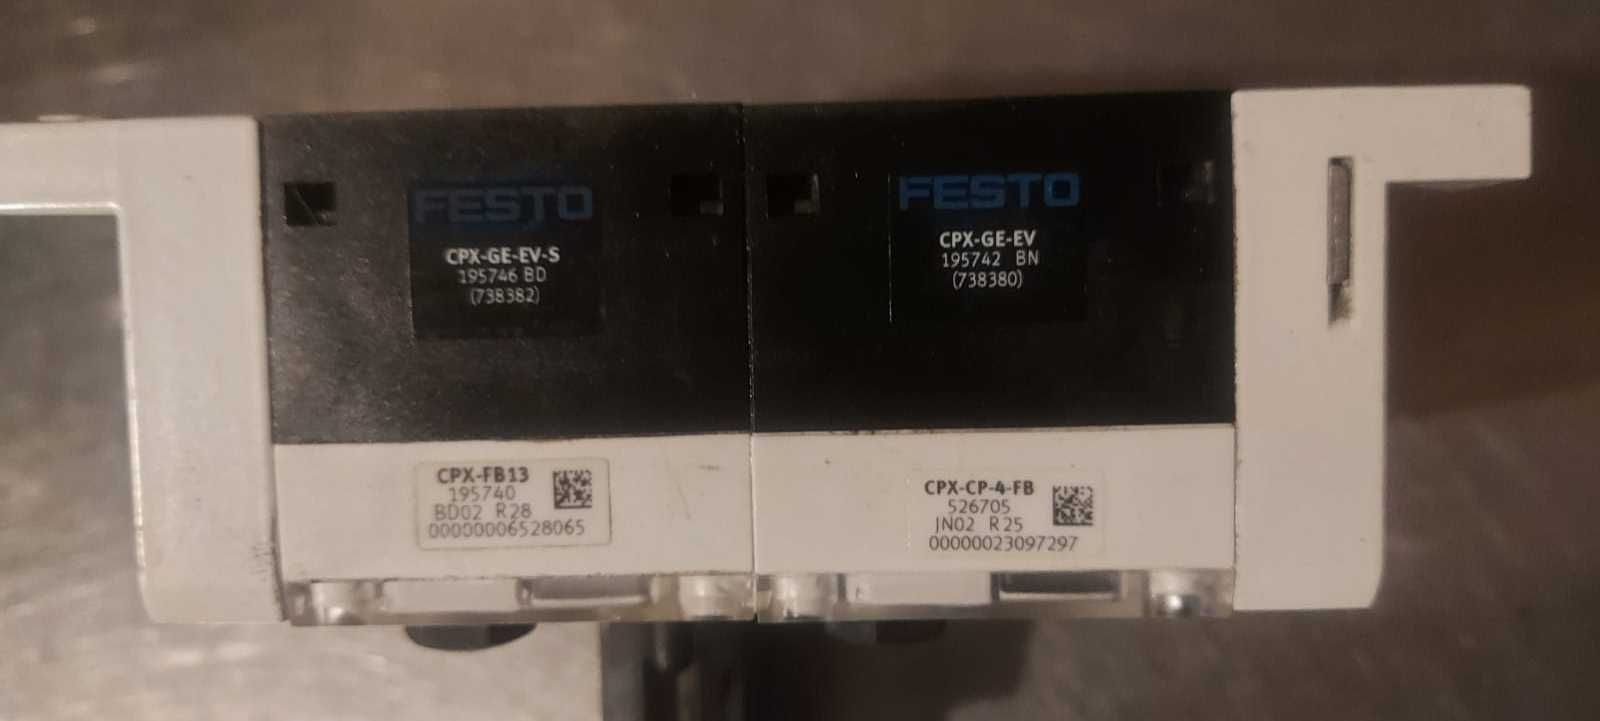 FESTO
CPX-GE-EV-S
195746 BD
(738382)
FESTO
CPX-GE-EV
195742 BN
(738380)
CPX-FB13
195740
BD02 R28
00000006528065
CPX-CP-4-FB
526705
JN02 R25
00000023097297